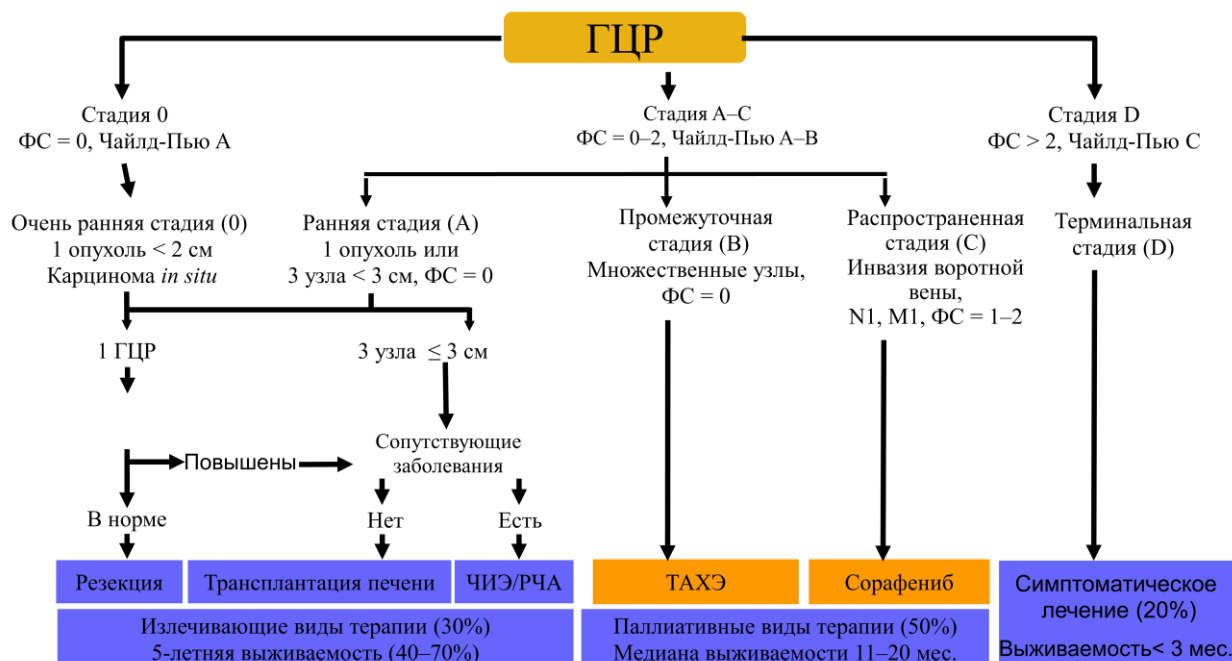 ГЦР
Стадия 0
ФС = 0, Чайлд-Пью А
Стадия А–С
ФС = 0–2, Чайлд-Пью А–В
Стадия D
ФС > 2, Чайлд-Пью С
Очень ранняя стадия (0)
1 опухоль < 2 см
Карцинома in situ
Ранняя стадия (А)
1 опухоль или
3 узла < 3 см, ФС = 0
Промежуточная
стадия (В)
Множественные узлы,
ФС = 0
Распространенная
стадия (С)
Инвазия воротной
вены,
N1, М1, ФС = 1–2
Терминальная
стадия (D)
1 ГЦР
3 узла ≤ 3 см
Сопутствующие
заболевания
Повышены
В норме
Нет
Есть
Резекция
Трансплантация печени
ЧИЭ/РЧА
ТАХЭ
Сорафениб
Симптоматическое
лечение (20%)
Выживаемость< 3 мес.
Излечивающие виды терапии (30%)
5-летняя выживаемость (40–70%)
Паллиативные виды терапии (50%)
Медиана выживаемости 11–20 мес.